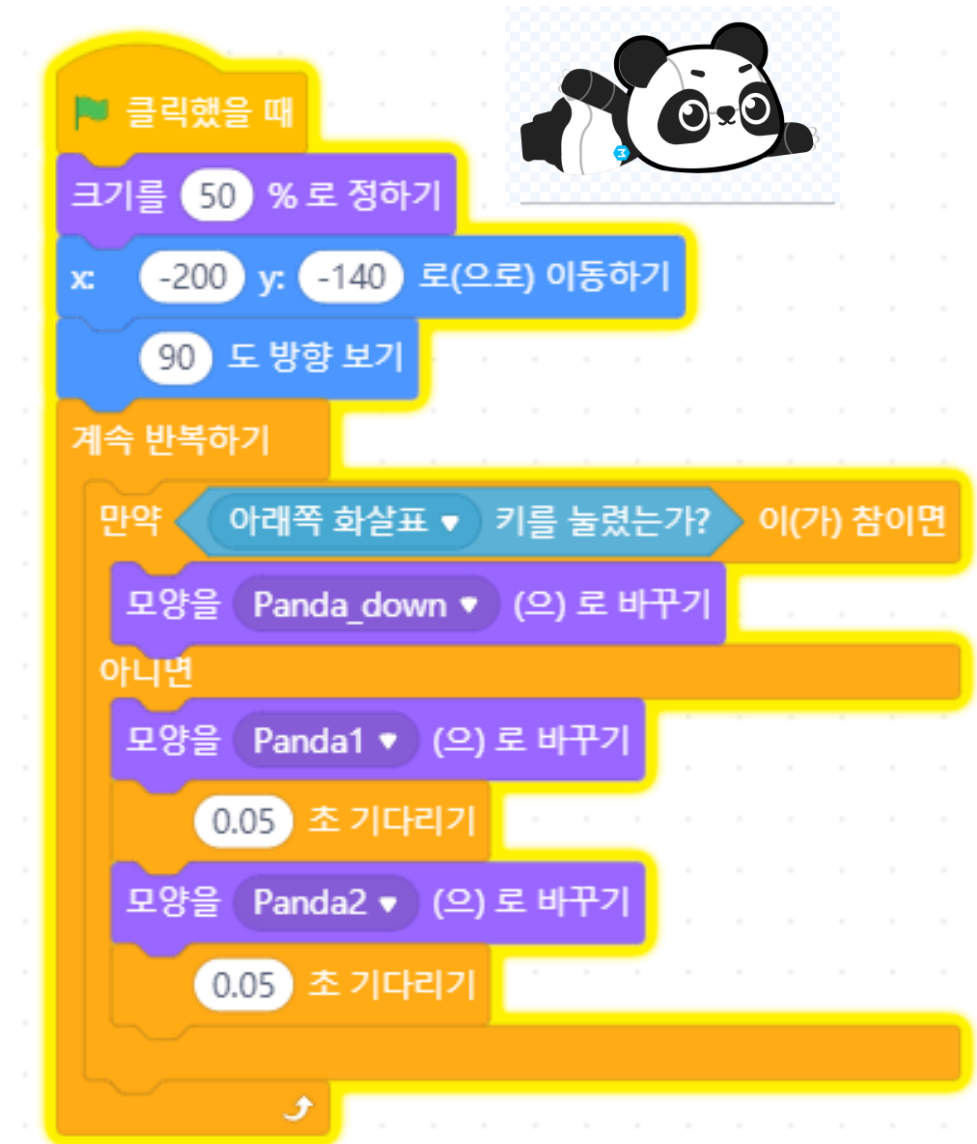 클릭했을 때
크기를 50 % 로 정하기
x: -200 y: -140 로(으로) 이동하기
90 도 방향 보기
계속 반복하기
만약 아래쪽 화살표 ▼ 키를 눌렸는가? 이(가) 참이면
모양을 Panda_down ▼ (으) 로 바꾸기
아니면
모양을 Panda1 ▼ (으) 로 바꾸기
0.05 초 기다리기
모양을 Panda2 ▼ (으) 로 바꾸기
0.05 초 기다리기